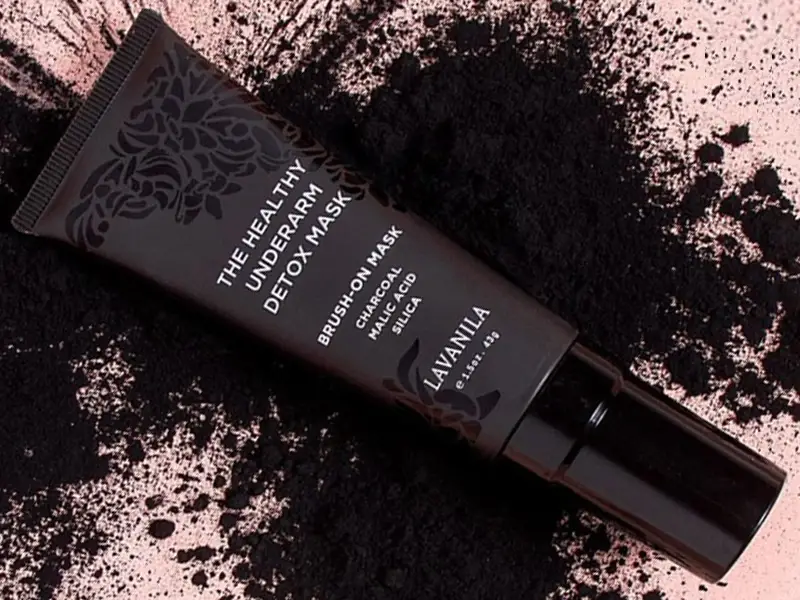 THE HEALTHY
UNDERARM
DETOX MASK
BRUSH-ON MASK
CHARCOAL
MALIC ACID
SILICA
LAVANILA
℮ 1.5oz. 43g